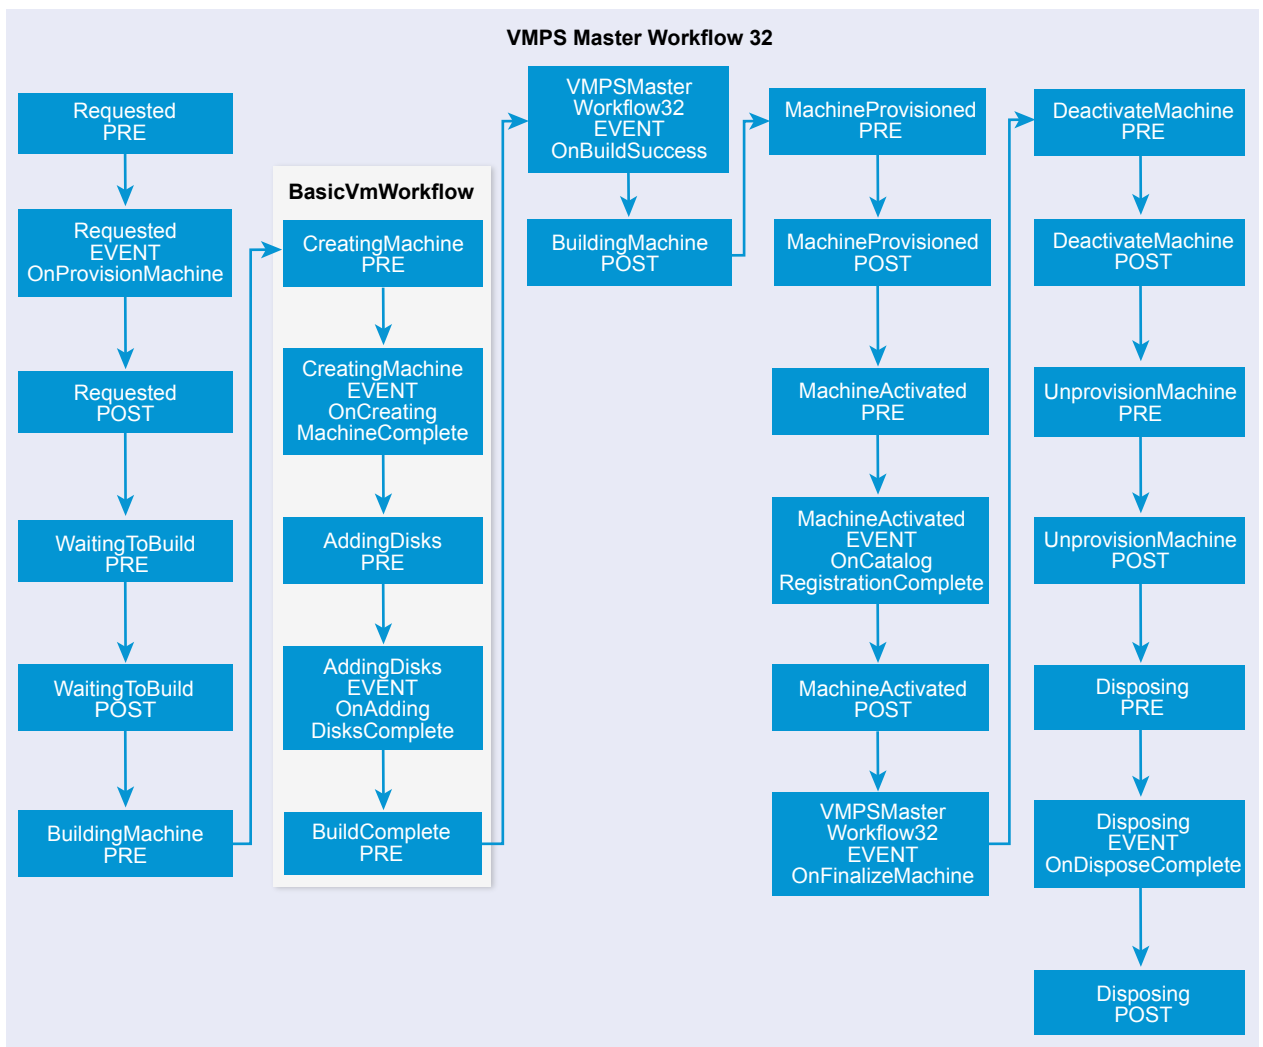 VMPS Master Workflow 32
Requested
PRE
Requested
EVENT
OnProvisionMachine
Requested
POST
WaitingToBuild
PRE
WaitingToBuild
POST
BuildingMachine
PRE
BasicVmWorkflow
CreatingMachine
PRE
CreatingMachine
EVENT
OnCreating
MachineComplete
AddingDisks
PRE
AddingDisks
EVENT
OnAdding
DisksComplete
BuildComplete
PRE
VMPSMaster
Workflow32
EVENT
OnBuildSuccess
BuildingMachine
POST
MachineProvisioned
PRE
MachineProvisioned
POST
MachineActivated
PRE
MachineActivated
EVENT
OnCatalog
RegistrationComplete
MachineActivated
POST
VMPSMaster
Workflow32
EVENT
OnFinalizeMachine
DeactivateMachine
PRE
DeactivateMachine
POST
UnprovisionMachine
PRE
UnprovisionMachine
POST
Disposing
PRE
Disposing
EVENT
OnDisposeComplete
Disposing
POST